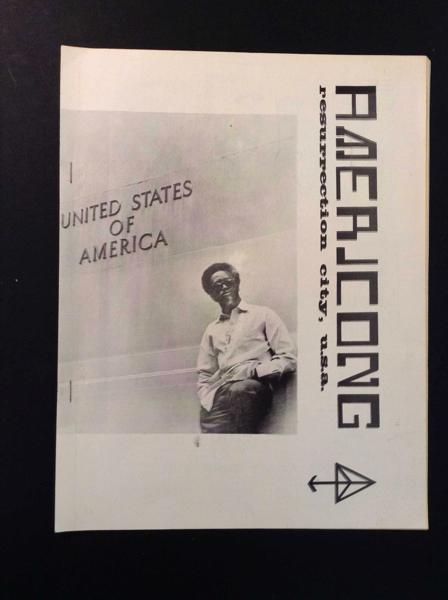 AMERICONG
resurrection city, u.s.a.
UNITED STATES
OF
AMERICA